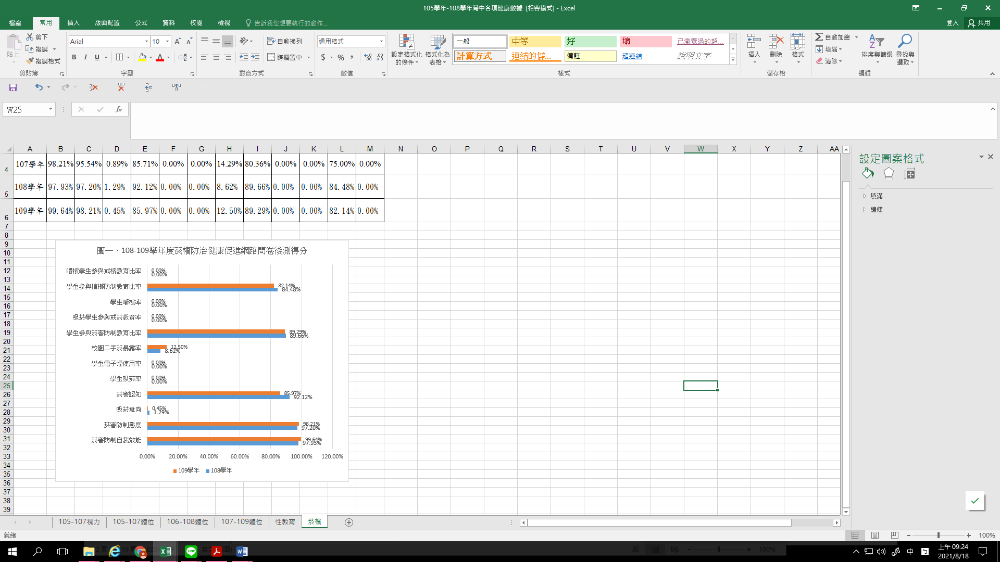 105學年-108學年灣中各項健康數據 [相容模式] - Excel
檔案 常用 插入 版面配置 公式 資料 校閱 檢視 告訴我您想要執行的動作... 登入 共用
貼上 剪下 複製 複製格式 剪貼簿
Arial 10 字型
自動換列 跨欄置中 對齊方式
通用格式 數值
設定格式化的條件 格式化為表格
一般 中等 好 壞 已瀏覽過的超...
計算方式 連結的儲... 備註 超連結 說明文字
樣式
插入 刪除 格式 儲存格
自動加總 填滿 清除 排序與篩選 尋找與選取 編輯
W25
A B C D E F G H I J K L M N O P Q R S T U V W X Y Z AA
4 107學年 98.21% 95.54% 0.89% 85.71% 0.00% 0.00% 14.29% 80.36% 0.00% 0.00% 75.00% 0.00%
5 108學年 97.93% 97.20% 1.29% 92.12% 0.00% 0.00% 8.62% 89.66% 0.00% 0.00% 84.48% 0.00%
6 109學年 99.64% 98.21% 0.45% 85.97% 0.00% 0.00% 12.50% 89.29% 0.00% 0.00% 82.14% 0.00%
7
8
9
10
11
12
13
14
15
16
17
18
19
20
21
22
23
24
25
26
27
28
29
30
31
32
33
34
35
36
37
38
39
圖一、108-109學年度菸檳防治健康促進網路問卷後測得分
嚼檳學生參與戒檳教育比率 0.00% 0.00%
學生參與檳榔防制教育比率 82.14% 84.48%
學生嚼檳率 0.00% 0.00%
吸菸學生參與戒菸教育率 0.00% 0.00%
學生參與菸害防制教育比率 89.29% 89.66%
校園二手菸暴露率 12.50% 8.62%
學生電子煙使用率 0.00% 0.00%
學生吸菸率 0.00% 0.00%
菸害認知 85.97% 92.12%
吸菸意向 0.45% 1.29%
菸害防制態度 98.21% 97.20%
菸害防制自我效能 99.64% 97.93%
0.00% 20.00% 40.00% 60.00% 80.00% 100.00% 120.00%
109學年 108學年
設定圖案格式
填滿
線條
105-107視力 105-107體位 106-108體位 107-109體位 性教育 菸檳
就緒
100%
100%
中
上午 09:24
2021/8/18